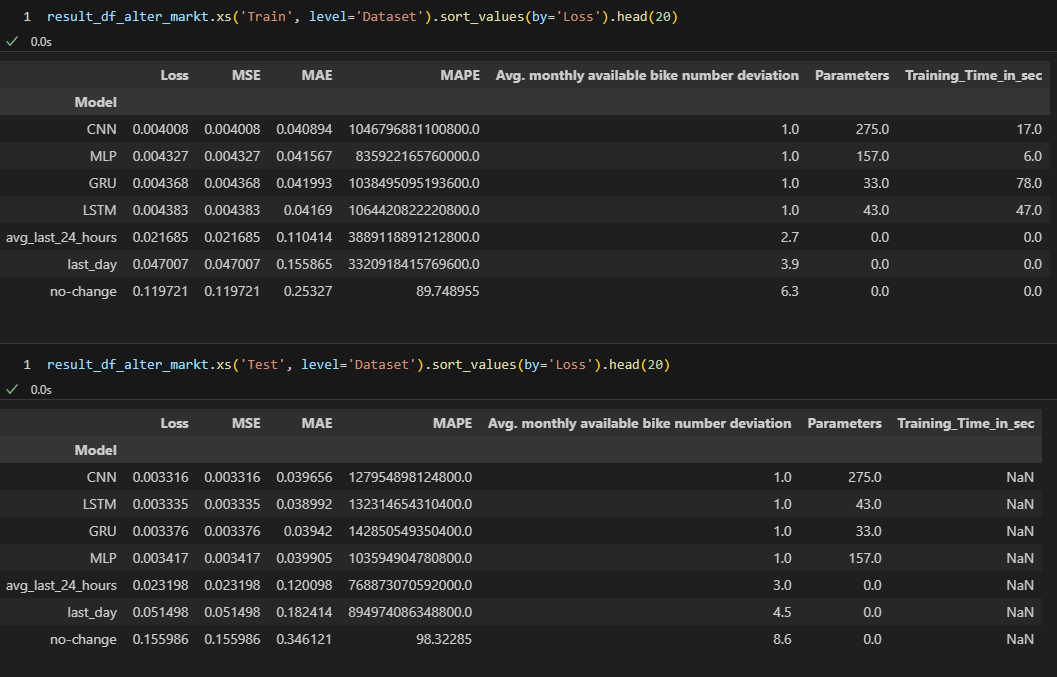 1 result_df_alter_markt.xs('Train', level='Dataset').sort_values(by='Loss').head(20)
✓ 0.0s
Loss MSE MAE MAPE Avg. monthly available bike number deviation Parameters Training_Time_in_sec
Model
CNN 0.004008 0.004008 0.040894 1046796881100800.0 1.0 275.0 17.0
MLP 0.004327 0.004327 0.041567 835922165760000.0 1.0 157.0 6.0
GRU 0.004368 0.004368 0.041993 1038495095193600.0 1.0 33.0 78.0
LSTM 0.004383 0.004383 0.04169 1064420822220800.0 1.0 43.0 47.0
avg_last_24_hours 0.021685 0.021685 0.110414 3889118891212800.0 2.7 0.0 0.0
last_day 0.047007 0.047007 0.155865 3320918415769600.0 3.9 0.0 0.0
no-change 0.119721 0.119721 0.25327 89.748955 6.3 0.0 0.0
1 result_df_alter_markt.xs('Test', level='Dataset').sort_values(by='Loss').head(20)
✓ 0.0s
Loss MSE MAE MAPE Avg. monthly available bike number deviation Parameters Training_Time_in_sec
Model
CNN 0.003316 0.003316 0.039656 127954898124800.0 1.0 275.0 NaN
LSTM 0.003335 0.003335 0.038992 132314654310400.0 1.0 43.0 NaN
GRU 0.003376 0.003376 0.03942 142850549350400.0 1.0 33.0 NaN
MLP 0.003417 0.003417 0.039905 103594904780800.0 1.0 157.0 NaN
avg_last_24_hours 0.023198 0.023198 0.120098 768873070592000.0 3.0 0.0 NaN
last_day 0.051498 0.051498 0.182414 894974086348800.0 4.5 0.0 NaN
no-change 0.155986 0.155986 0.346121 98.32285 8.6 0.0 NaN